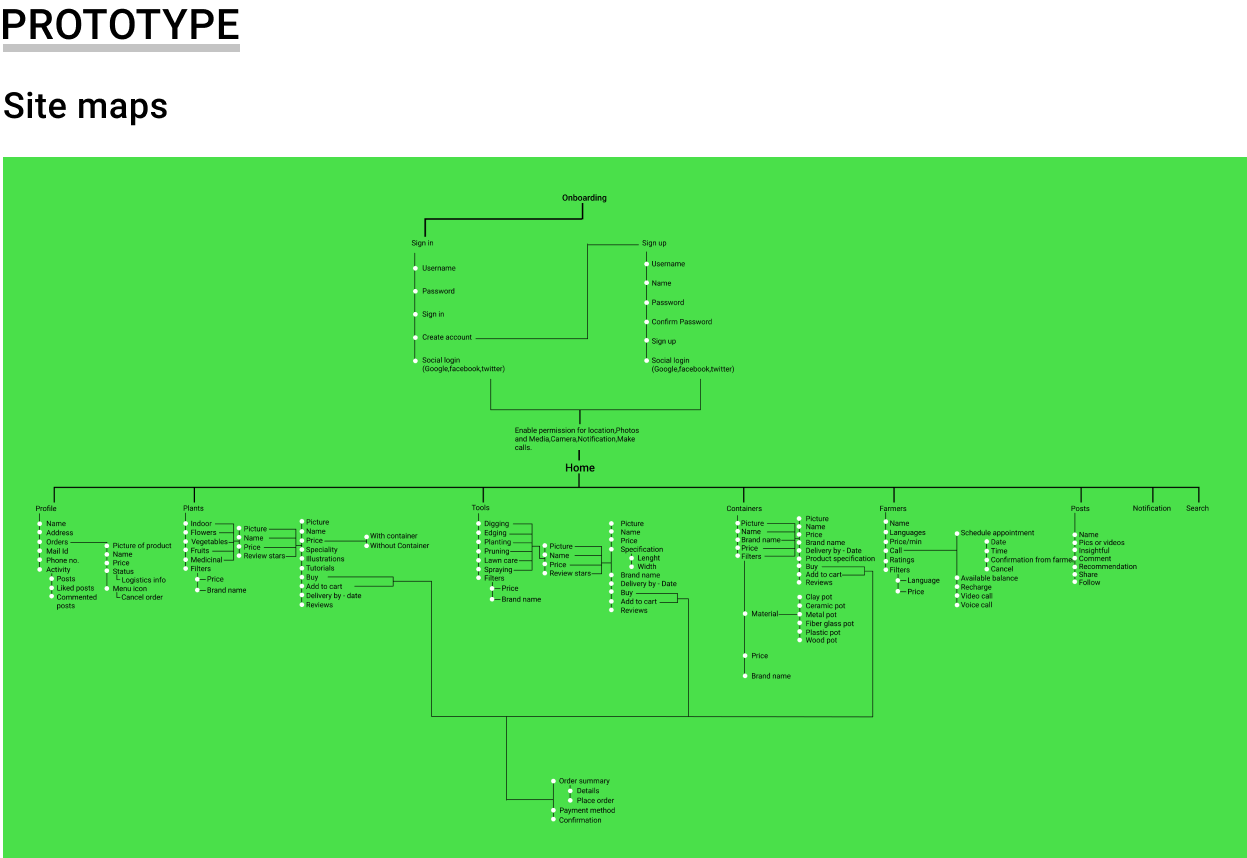 PROTOTYPE
Site maps
Onboarding
Sign in
Username
Password
Sign in
Create account
Social login
(Google,facebook,twitter)
Sign up
Username
Name
Password
Confirm Password
Sign up
Social login
(Google,facebook,twitter)
Enable permission for location,Photos
and Media,Camera,Notification,Make
calls.
Home
Profile
Name
Address
Orders
Mail Id
Phone no.
Activity
Posts
Liked posts
Commented
posts
Picture of product
Name
Price
Status
Logistics info
Menu icon
Cancel order
Plants
Indoor
Flowers
Vegetables
Fruits
Medicinal
Filters
Price
Brand name
Picture
Name
Price
Review stars
Picture
Name
Price
Speciality
Illustrations
Tutorials
Buy
Add to cart
Delivery by - date
Reviews
With container
Without Container
Tools
Digging
Edging
Planting
Pruning
Lawn care
Spraying
Filters
Price
Brand name
Picture
Name
Price
Review stars
Picture
Name
Price
Specification
Lenght
Width
Brand name
Delivery by - Date
Buy
Add to cart
Reviews
Containers
Picture
Name
Brand name
Price
Filters
Material
Price
Brand name
Picture
Name
Price
Brand name
Delivery by - Date
Product specification
Buy
Add to cart
Reviews
Clay pot
Ceramic pot
Metal pot
Fiber glass pot
Plastic pot
Wood pot
Farmers
Name
Languages
Price/min
Call
Ratings
Filters
Language
Price
Schedule appointment
Date
Time
Confirmation from farmer
Cancel
Available balance
Recharge
Video call
Voice call
Posts
Name
Pics or videos
Insightful
Comment
Recommendation
Share
Follow
Notification
Search
Order summary
Details
Place order
Payment method
Confirmation